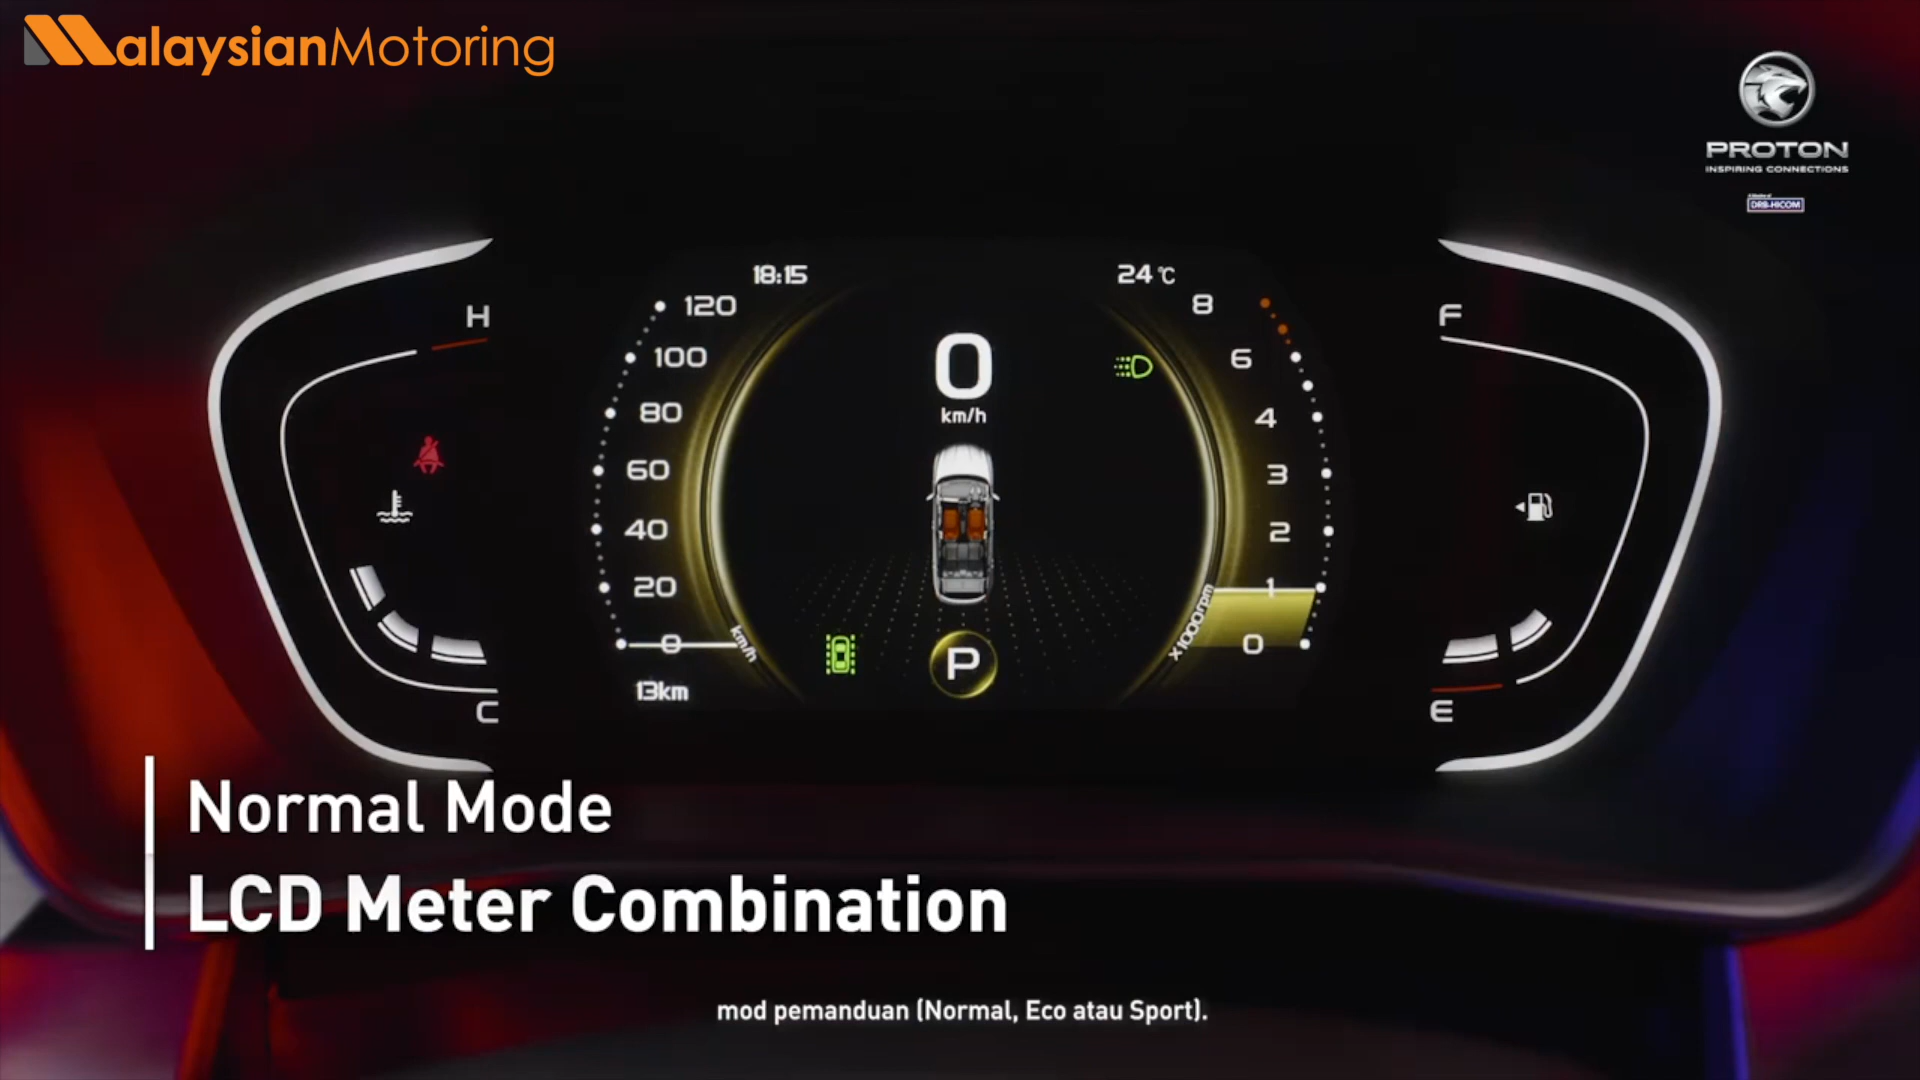 MalaysianMotoring
PROTON
INSPIRING CONNECTIONS
A Member of
DRB-HICOM
18:15
24 °C
H
120
100
80
60
40
20
0
km/h
13km
C
0
km/h
P
8
6
4
3
2
1
0
x1000rpm
F
E
Normal Mode
LCD Meter Combination
mod pemanduan (Normal, Eco atau Sport).